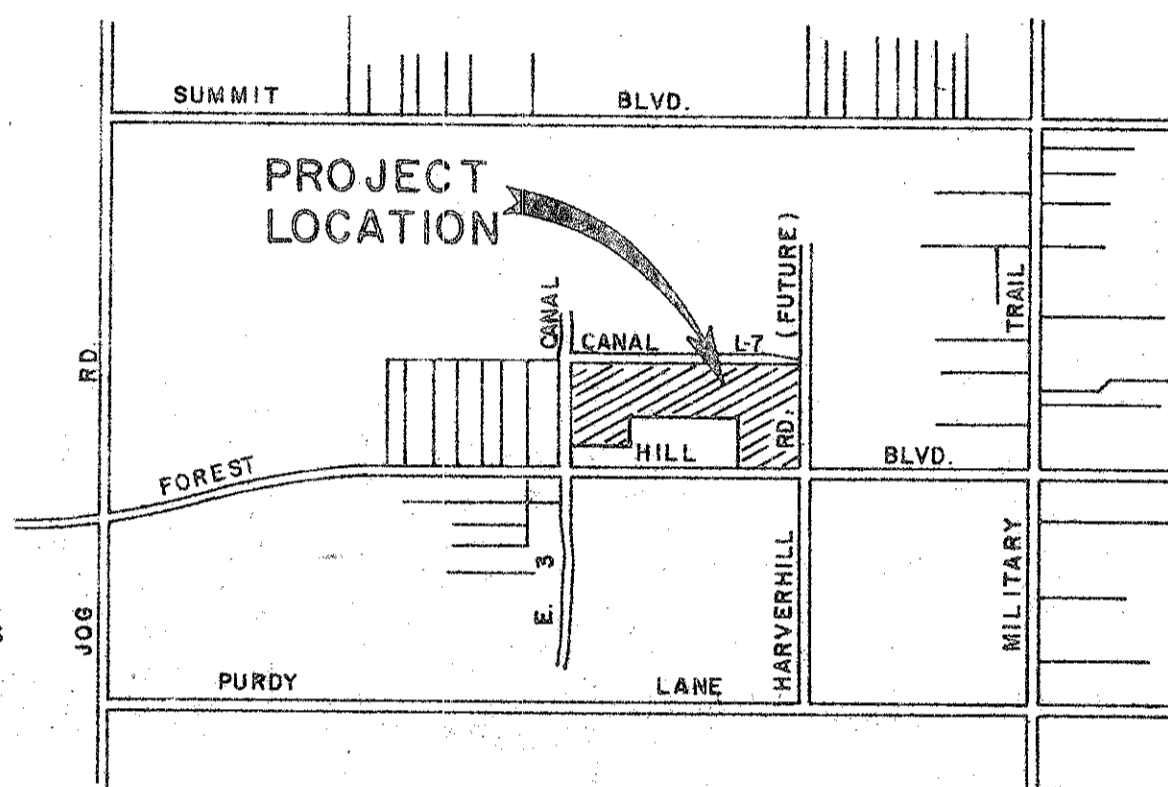 SUMMIT BLVD.
PROJECT
LOCATION
(FUTURE)
TRAIL
CANAL
CANAL L-7
RD.
RD.
HILL BLVD.
FOREST
E. 3
HARVERHILL
MILITARY
JOG
PURDY LANE